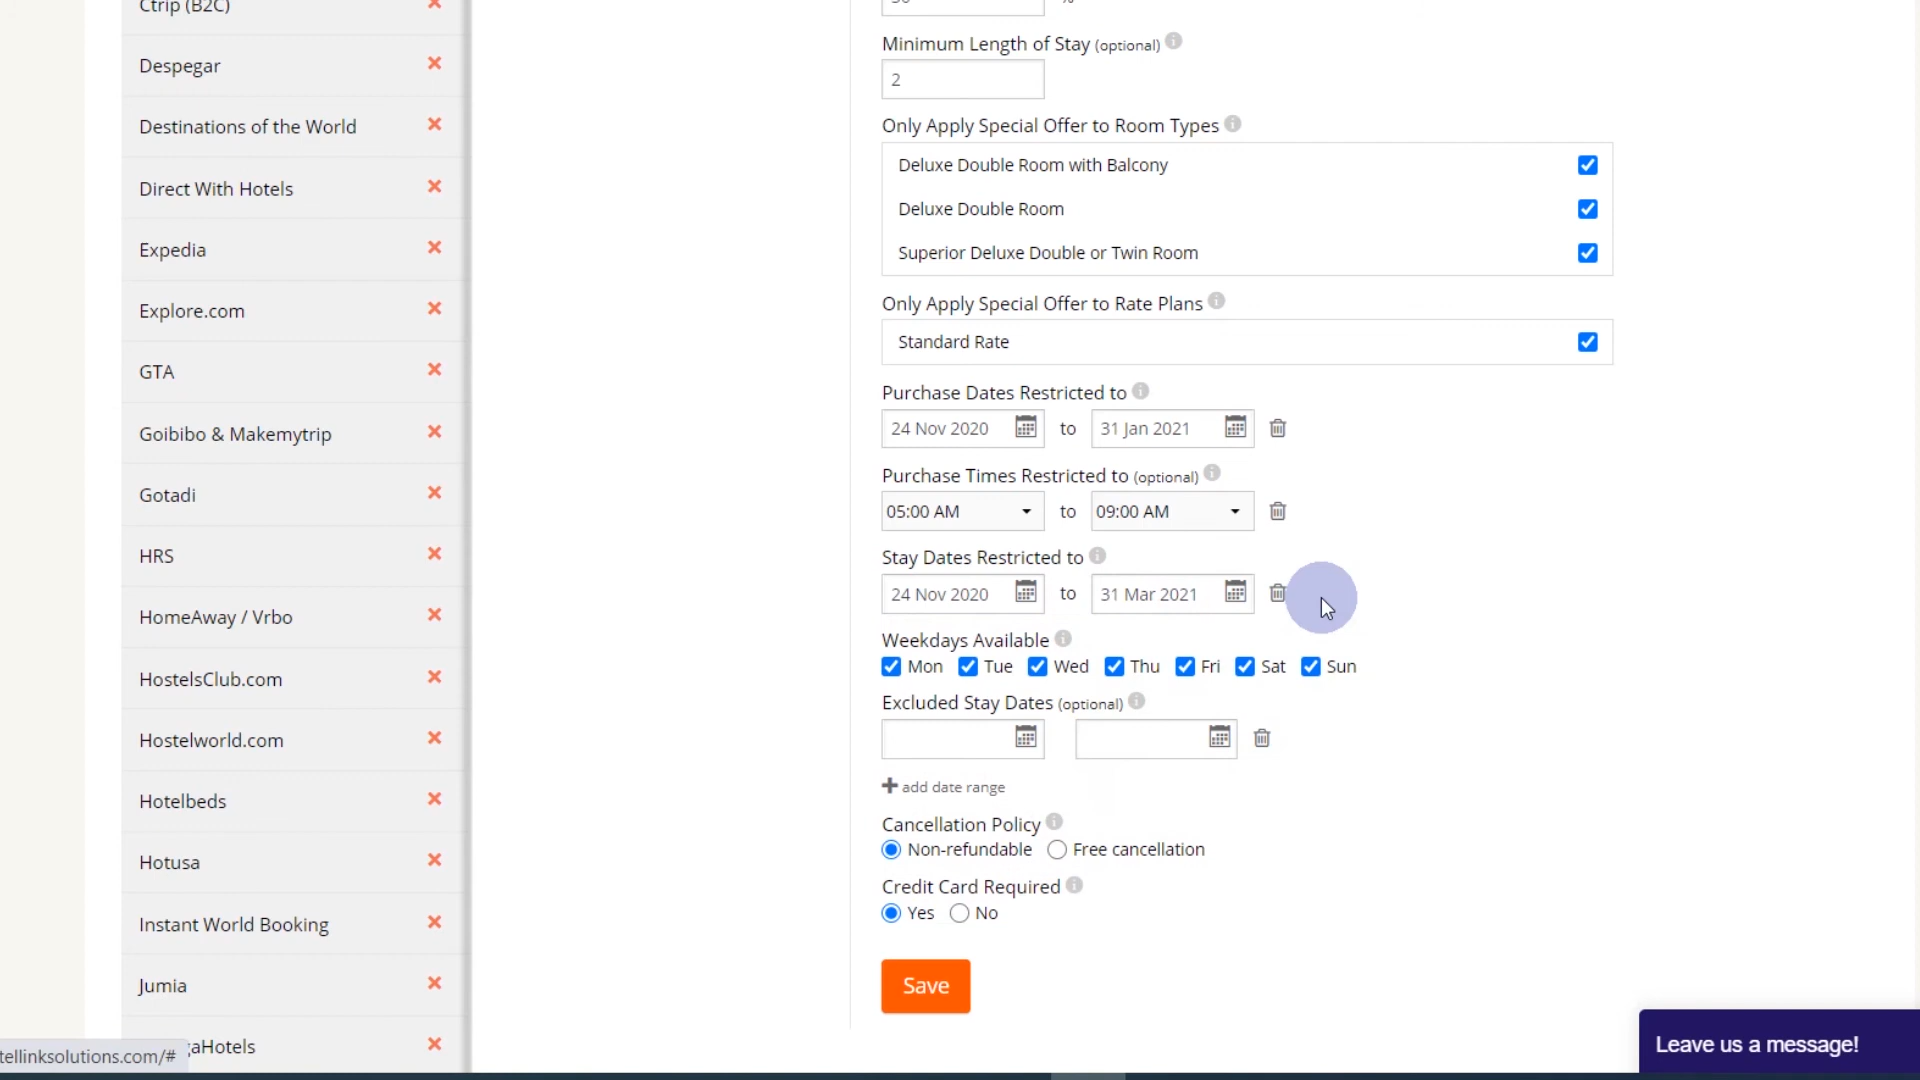 Ctrip (B2C)
Despegar
Destinations of the World
Direct With Hotels
Expedia
Explore.com
GTA
Goibibo & Makemytrip
Gotadi
HRS
HomeAway / Vrbo
HostelsClub.com
Hostelworld.com
Hotelbeds
Hotusa
Instant World Booking
Jumia
gaHotels
tellinksolutions.com/#
%
Minimum Length of Stay (optional)
2
Only Apply Special Offer to Room Types
Deluxe Double Room with Balcony
Deluxe Double Room
Superior Deluxe Double or Twin Room
Only Apply Special Offer to Rate Plans
Standard Rate
Purchase Dates Restricted to
24 Nov 2020 to 31 Jan 2021
Purchase Times Restricted to (optional)
05:00 AM to 09:00 AM
Stay Dates Restricted to
24 Nov 2020 to 31 Mar 2021
Weekdays Available
Mon Tue Wed Thu Fri Sat Sun
Excluded Stay Dates (optional)
+ add date range
Cancellation Policy
Non-refundable Free cancellation
Credit Card Required
Yes No
Save
Leave us a message!